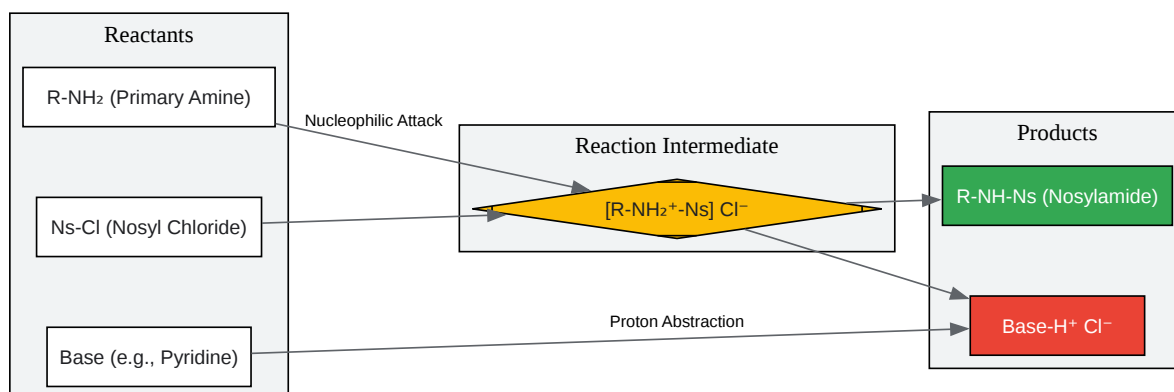 Reactants
R-NH₂ (Primary Amine)
Nucleophilic Attack
Ns-Cl (Nosyl Chloride)
Base (e.g., Pyridine)
Proton Abstraction
Reaction Intermediate
[R-NH₂⁺-Ns] Cl⁻
Products
R-NH-Ns (Nosylamide)
Base-H⁺ Cl⁻